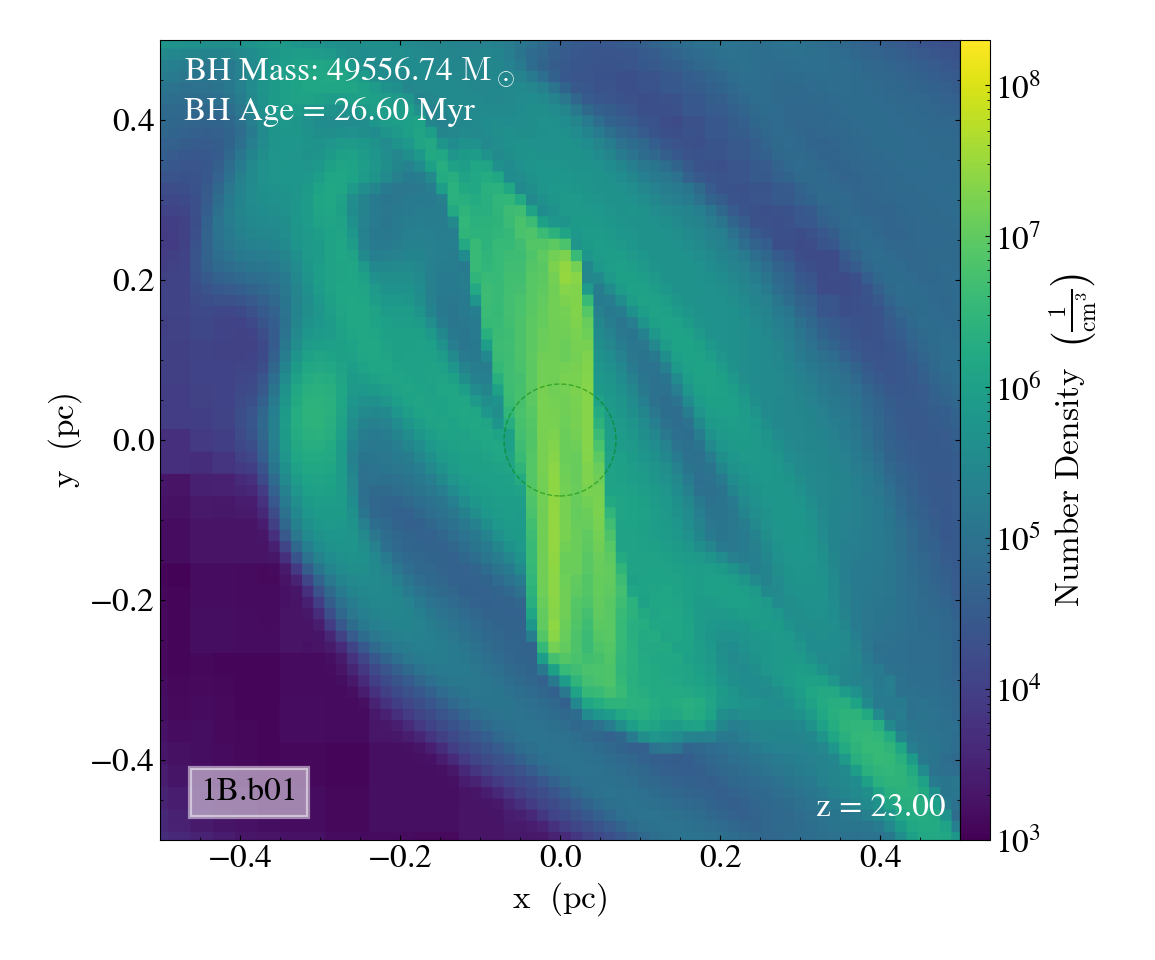 BH Mass: 49556.74 M⊙
BH Age = 26.60 Myr
0.4
0.2
0.0
−0.2
−0.4
y (pc)
1B.b01
z = 23.00
−0.4 −0.2 0.0 0.2 0.4
x (pc)
10⁸
10⁷
10⁶
10⁵
10⁴
10³
Number Density (1/cm³)